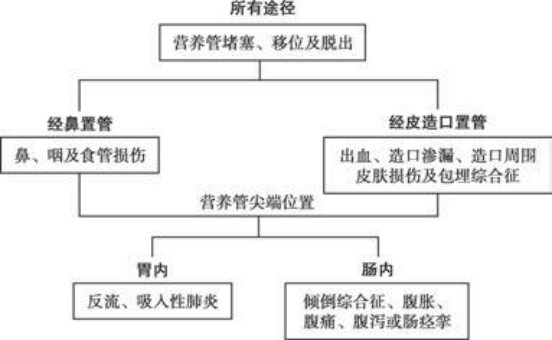 所有途径
营养管堵塞、移位及脱出
经鼻置管
鼻、咽及食管损伤
经皮造口置管
出血、造口渗漏、造口周围
皮肤损伤及包埋综合征
营养管尖端位置
胃内
反流、吸入性肺炎
肠内
倾倒综合征、腹胀、
腹痛、腹泻或肠痉挛